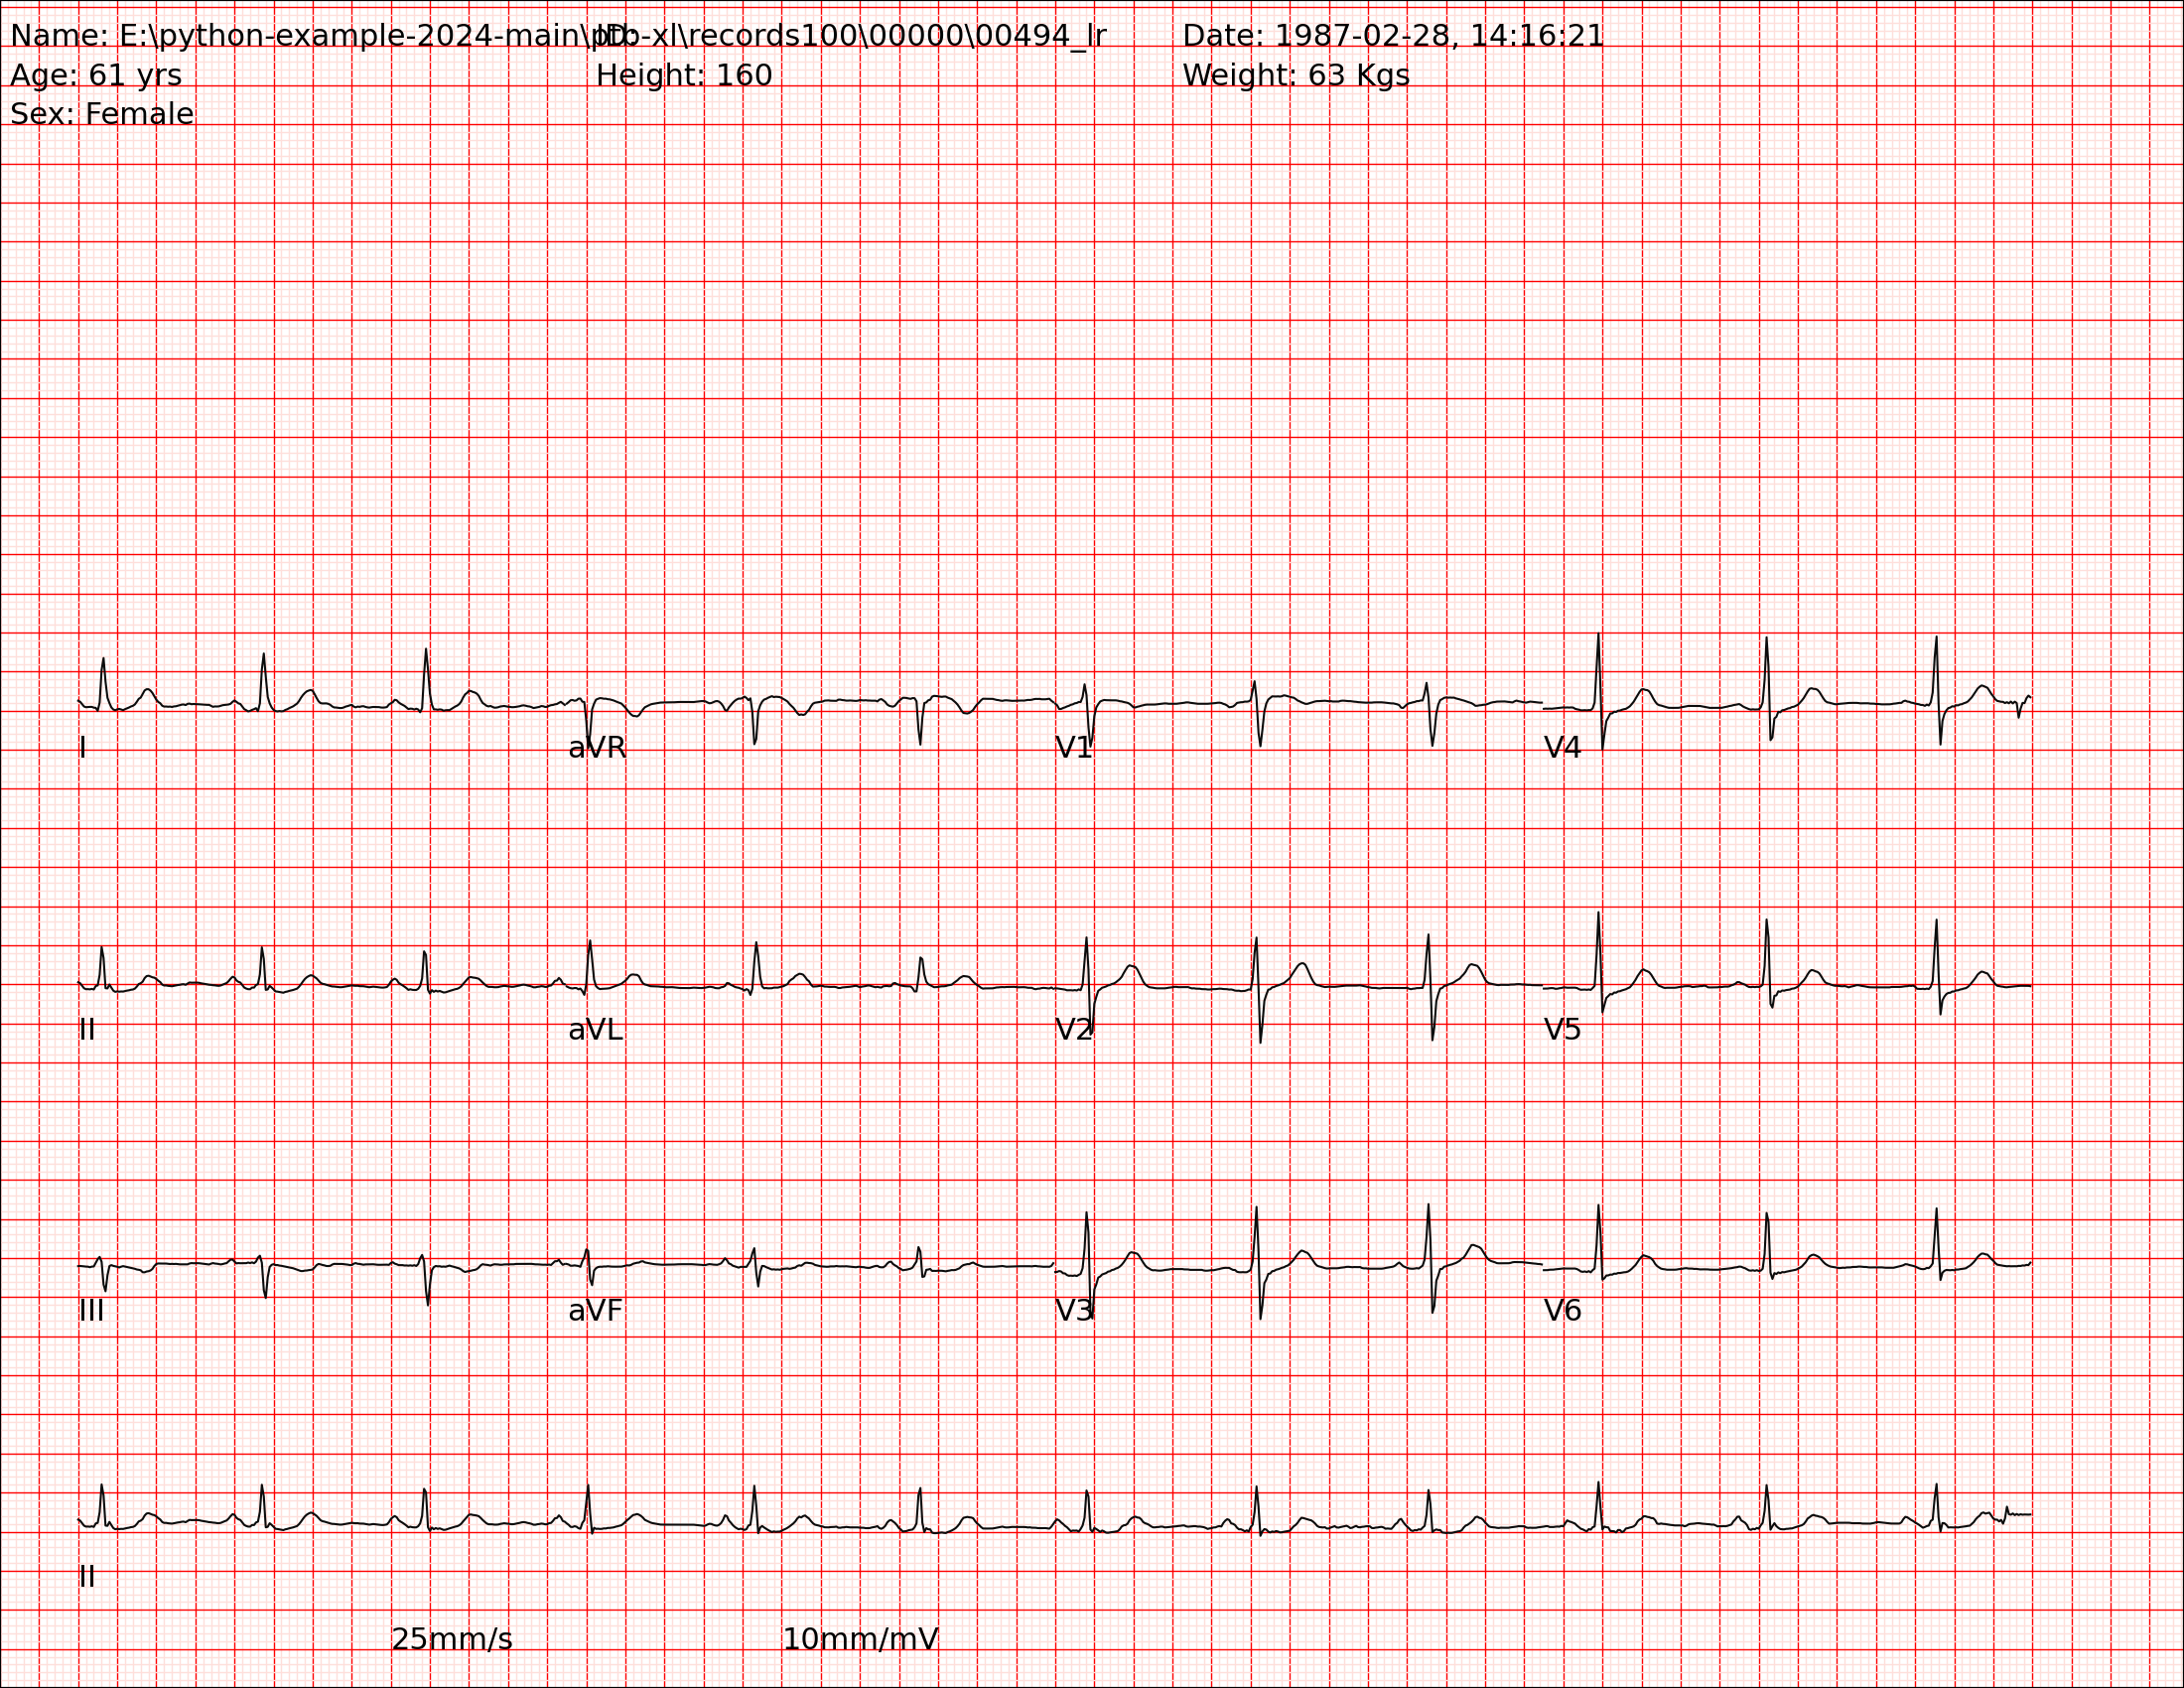 Name: E:\python-example-2024-main\ptb-xl\records100\00000\00494_lr ID: Date: 1987-02-28, 14:16:21
Age: 61 yrs Height: 160 Weight: 63 Kgs
Sex: Female
I aVR V1 V4
II aVL V2 V5
III aVF V3 V6
II
25mm/s 10mm/mV